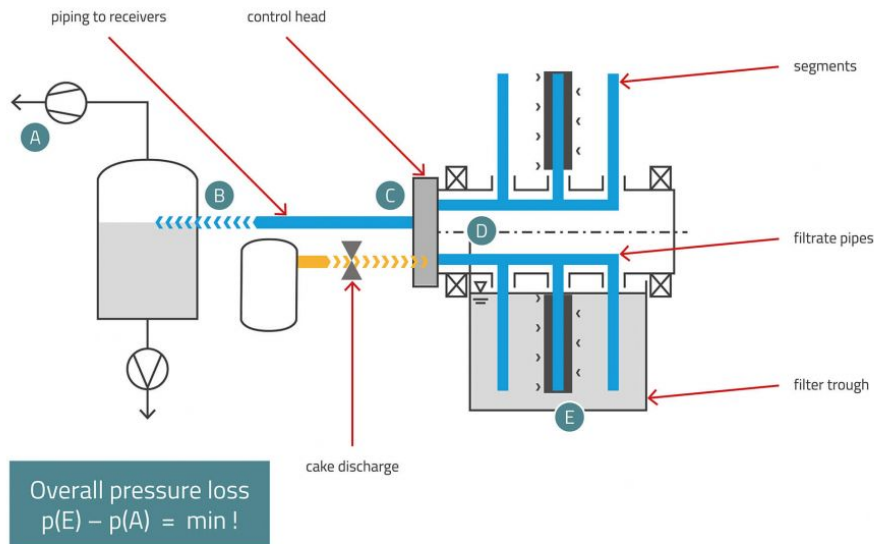 piping to receivers
control head
segments
A
B
C
D
filtrate pipes
filter trough
E
cake discharge
Overall pressure loss
p(E) – p(A) = min !